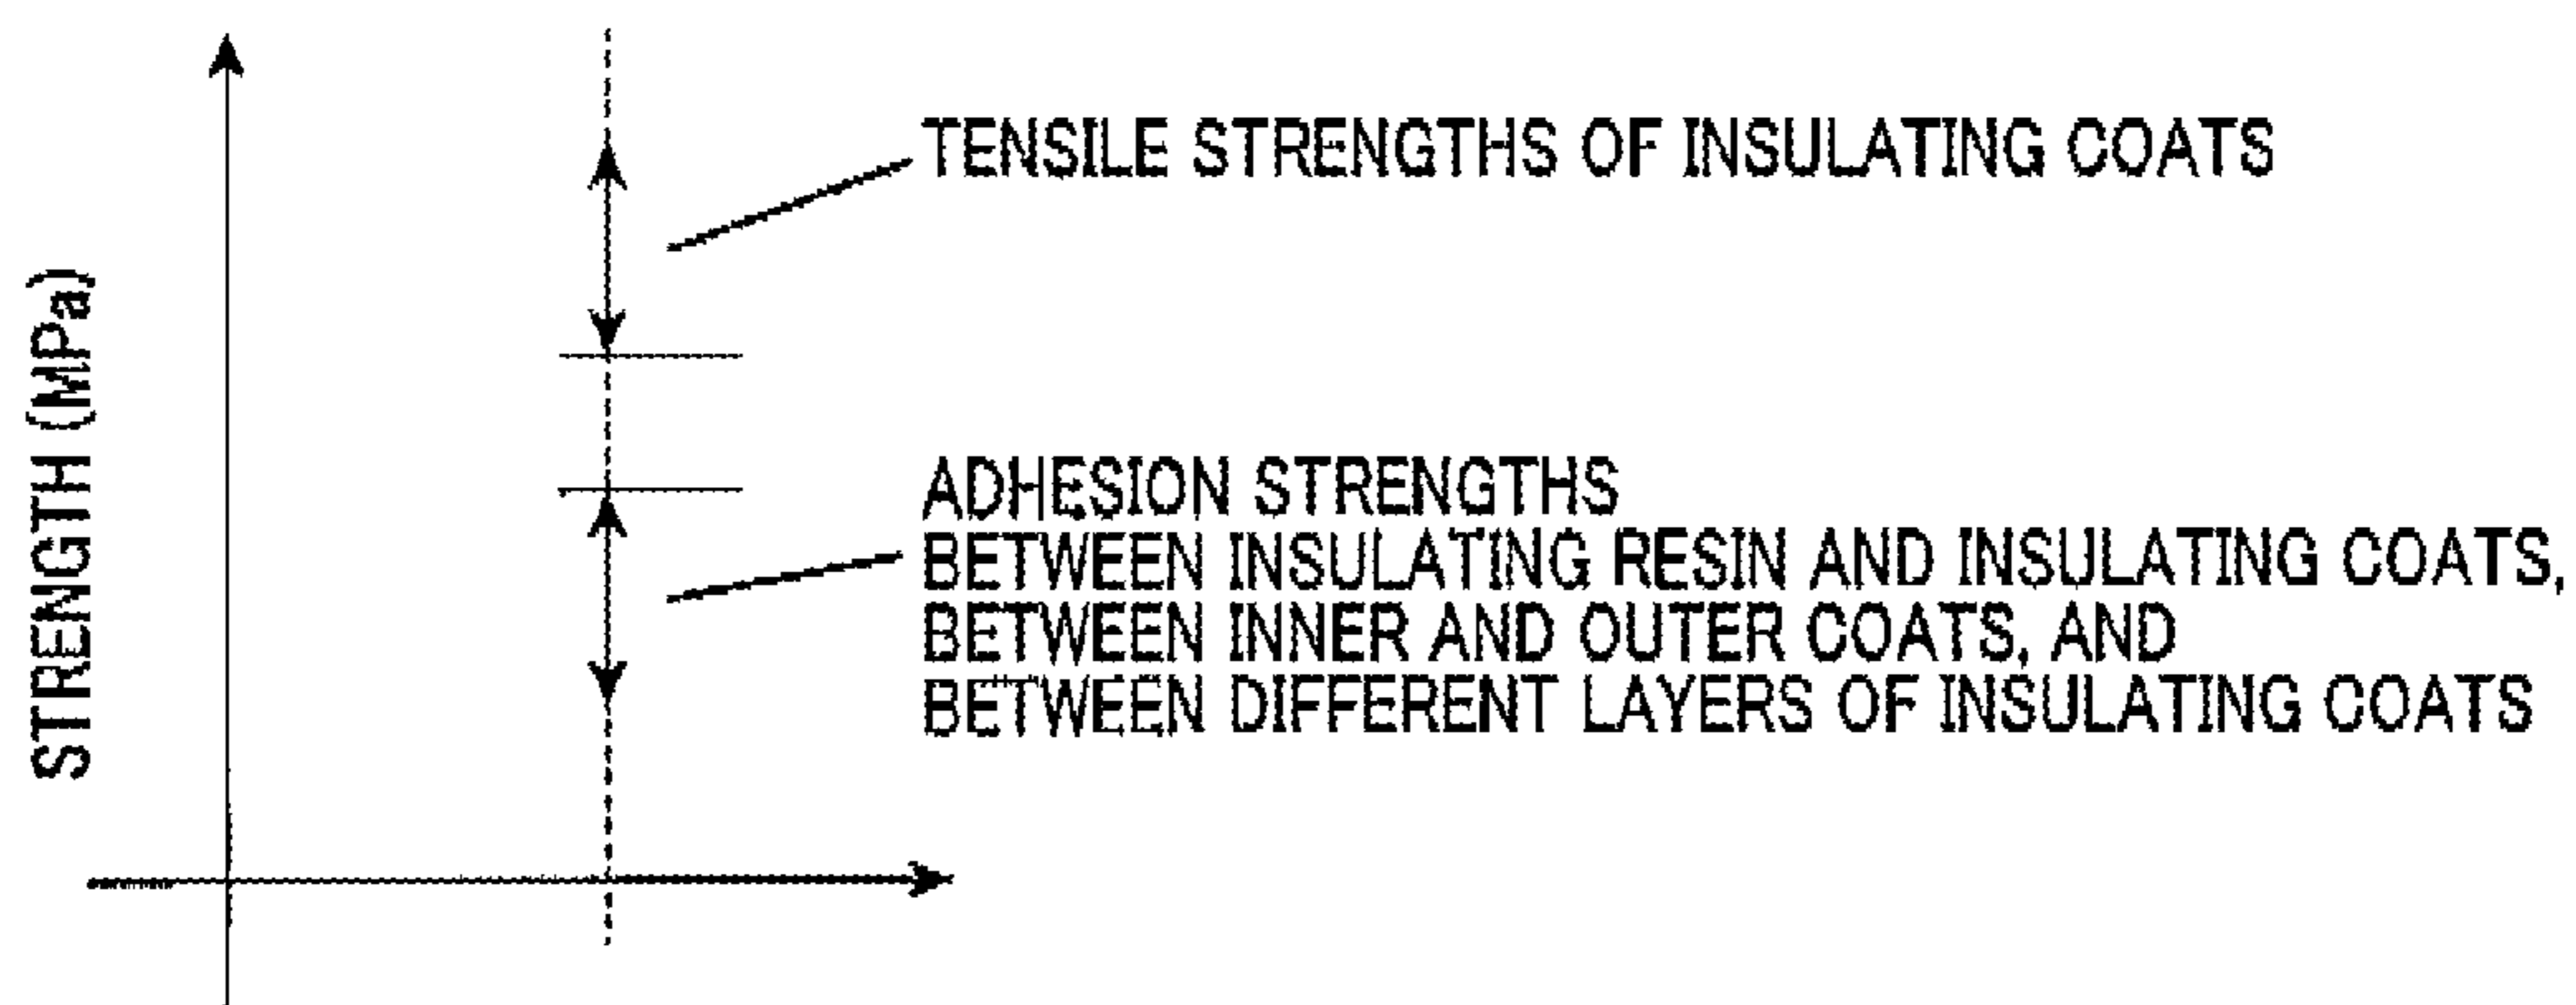 STRENGTH (MPa)
TENSILE STRENGTHS OF INSULATING COATS
ADHESION STRENGTHS
BETWEEN INSULATING RESIN AND INSULATING COATS,
BETWEEN INNER AND OUTER COATS, AND
BETWEEN DIFFERENT LAYERS OF INSULATING COATS